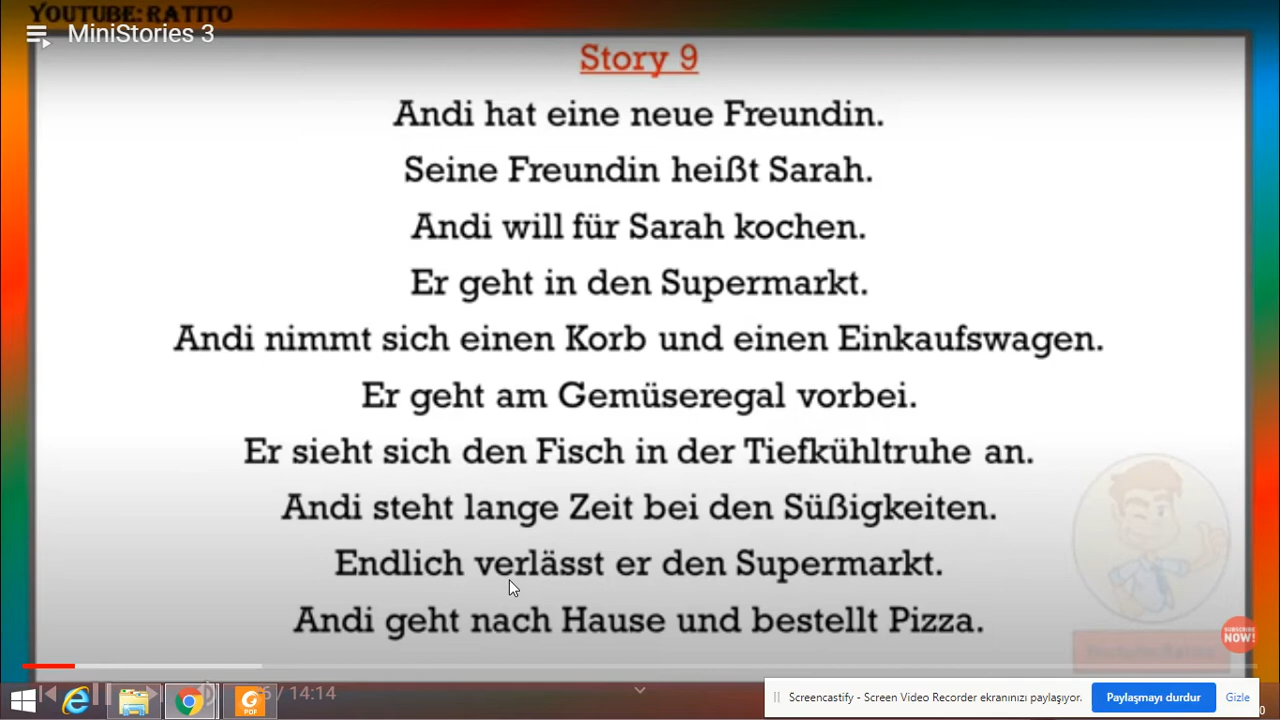 YOUTUBE: RATITO
MiniStories 3
Story 9
Andi hat eine neue Freundin.
Seine Freundin heißt Sarah.
Andi will für Sarah kochen.
Er geht in den Supermarkt.
Andi nimmt sich einen Korb und einen Einkaufswagen.
Er geht am Gemüseregal vorbei.
Er sieht sich den Fisch in der Tiefkühltruhe an.
Andi steht lange Zeit bei den Süßigkeiten.
Endlich verlässt er den Supermarkt.
Andi geht nach Hause und bestellt Pizza.
SUBSCRIBE
NOW!
6 / 14:14
PDF
Screencastify - Screen Video Recorder ekranınızı paylaşıyor.
Paylaşmayı durdur
Gizle